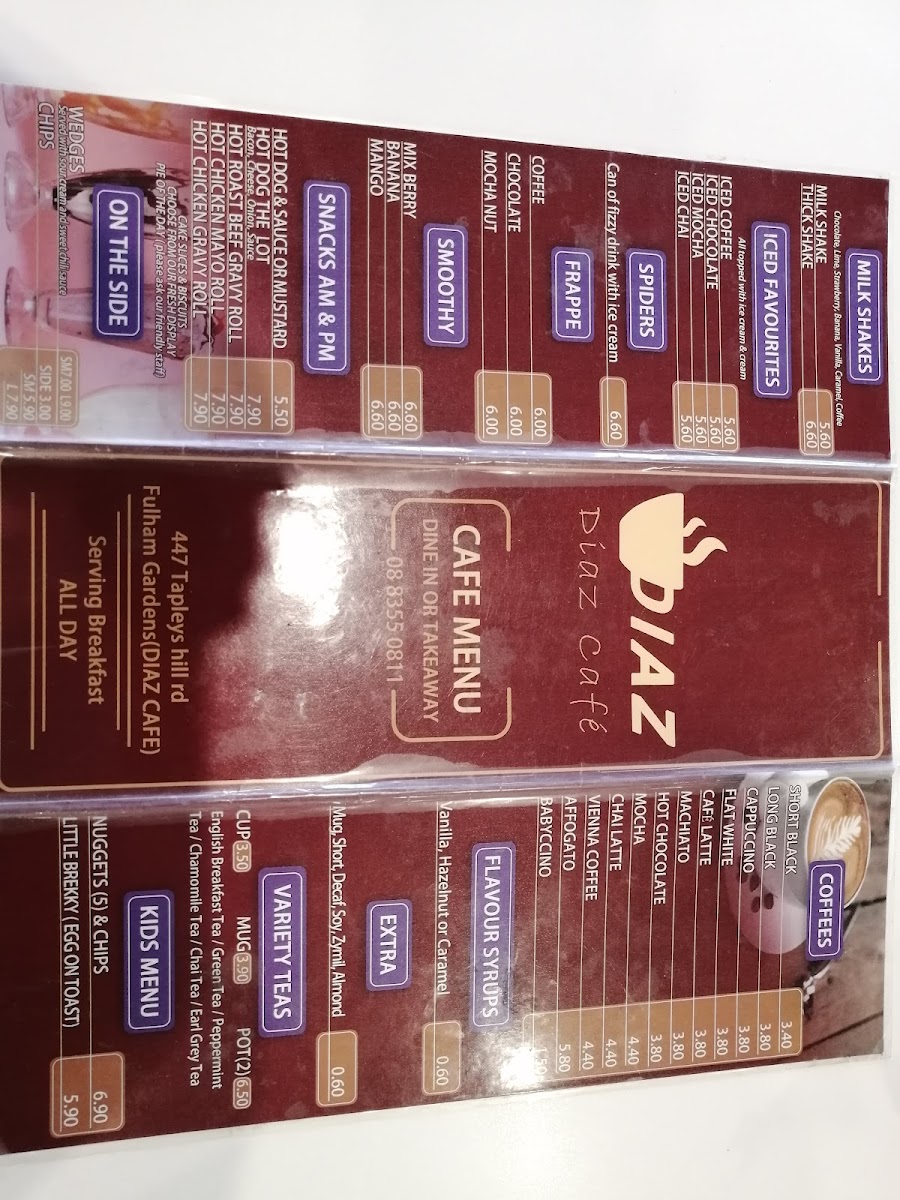 MILK SHAKES
Chocolate, Lime, Strawberry, Banana, Vanilla, Caramel, Coffee
MILK SHAKE 5.60
THICK SHAKE 6.60
ICED FAVOURITES
All topped with ice cream & cream
ICED COFFEE 5.60
ICED CHOCOLATE 5.60
ICED MOCHA 5.60
ICED CHAI 5.60
SPIDERS
Can of fizzy drink with ice cream 6.60
FRAPPE
COFFEE 6.00
CHOCOLATE 6.00
MOCHA NUT 6.00
SMOOTHY
MIX BERRY 6.60
BANANA 6.60
MANGO 6.60
SNACKS AM & PM
HOT DOG & SAUCE OR MUSTARD 5.50
HOT DOG THE LOT 7.90
Bacon, Cheese, Onion, Sauce
HOT ROAST BEEF GRAVY ROLL 7.90
HOT CHICKEN MAYO ROLL 7.90
HOT CHICKEN GRAVY ROLL 7.90
CAKE SLICES & BISCUITS
CHOOSE FROM OUR FRESH DISPLAY
PIE OF THE DAY (please ask our friendly staff)
ON THE SIDE
WEDGES SM7.00 L9.00
Served with sour cream and sweet chili sauce
CHIPS SIDE 3.00
SM 5.90
L 7.90
DIAZ
Diaz Café
CAFE MENU
DINE IN OR TAKEAWAY
08 8355 0811
447 Tapleys hill rd
Fulham Gardens(DIAZ CAFE)
Serving Breakfast
ALL DAY
COFFEES
SHORT BLACK 3.40
LONG BLACK 3.80
CAPPUCCINO 3.80
FLAT WHITE 3.80
CAFÉ LATTE 3.80
MACHIATO 3.80
HOT CHOCOLATE 3.80
MOCHA 4.40
CHAI LATTE 4.40
VIENNA COFFEE 4.40
AFFOGATO 5.80
BABYCCINO
FLAVOUR SYRUPS
Vanilla, Hazelnut or Caramel 0.60
EXTRA
Mug, Short, Decaf Soy, Zymil, Almond 0.60
VARIETY TEAS
CUP 3.50 MUG 3.90 POT(2) 6.50
English Breakfast Tea / Green Tea / Peppermint
Tea / Chamomile Tea / Chai Tea / Earl Grey Tea
KIDS MENU
NUGGETS (5) & CHIPS 6.90
LITTLE BREKKY (EGG ON TOAST) 5.90